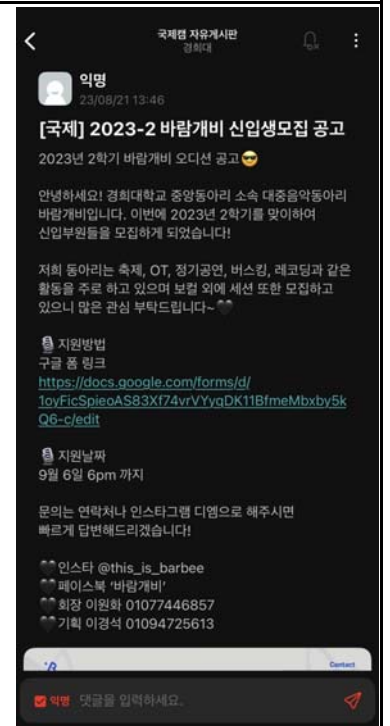 국제캠 자유게시판
경희대
익명
23/08/21 13:46
[국제] 2023-2 바람개비 신입생모집 공고
2023년 2학기 바람개비 오디션 공고😎
안녕하세요! 경희대학교 중앙동아리 소속 대중음악동아리
바람개비입니다. 이번에 2023년 2학기를 맞이하여
신입부원들을 모집하게 되었습니다!
저희 동아리는 축제, OT, 정기공연, 버스킹, 레코딩과 같은
활동을 주로 하고 있으며 보컬 외에 세션 또한 모집하고
있으니 많은 관심 부탁드립니다~🖤
🎙️ 지원방법
구글 폼 링크
https://docs.google.com/forms/d/
1oyFicSpieoAS83Xf74vrVYyqDK11BfmeMbxby5k
Q6-c/edit
🎙️ 지원날짜
9월 6일 6pm 까지
문의는 연락처나 인스타그램 디엠으로 해주시면
빠르게 답변해드리겠습니다!
🖤인스타 @this_is_barbee
🖤페이스북 '바람개비'
🖤회장 이원화 01077446857
🖤기획 이경석 01094725613
Contact
익명 댓글을 입력하세요.